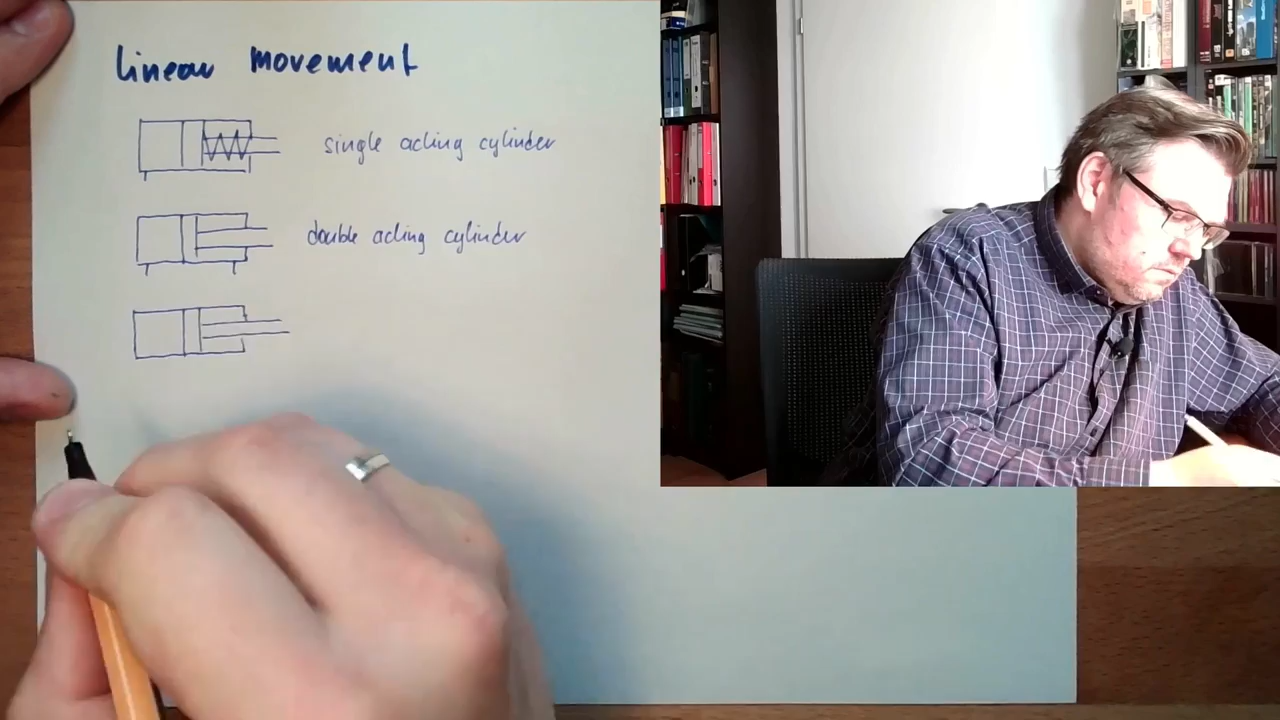 linear movement
single acting cylinder
double acting cylinder